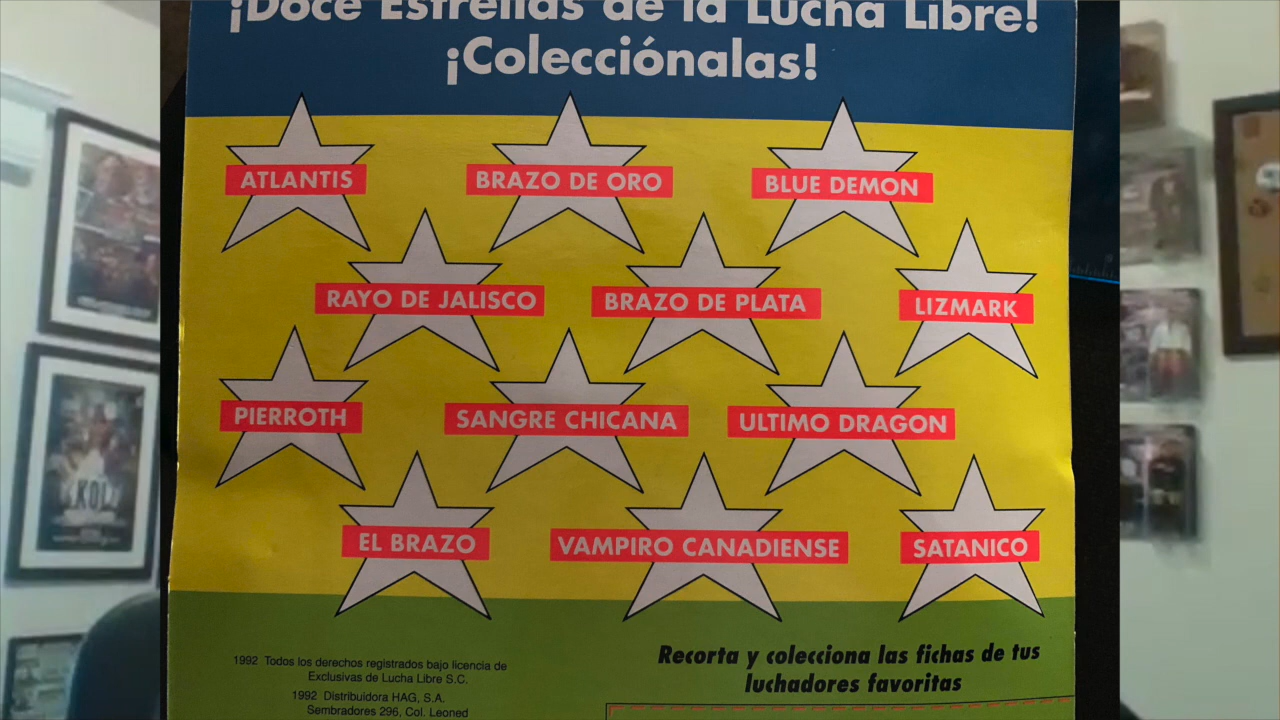 ¡Doce Estrellas de la Lucha Libre!
¡Colecciónalas!
ATLANTIS
BRAZO DE ORO
BLUE DEMON
RAYO DE JALISCO
BRAZO DE PLATA
LIZMARK
PIERROTH
SANGRE CHICANA
ULTIMO DRAGON
EL BRAZO
VAMPIRO CANADIENSE
SATANICO
1992 Todos los derechos registrados bajo licencia de
Exclusivas de Lucha Libre S.C.
1992 Distribuidora HAG, S.A.
Sembradores 296, Col. Leoned
Recorta y colecciona las fichas de tus
luchadores favoritas